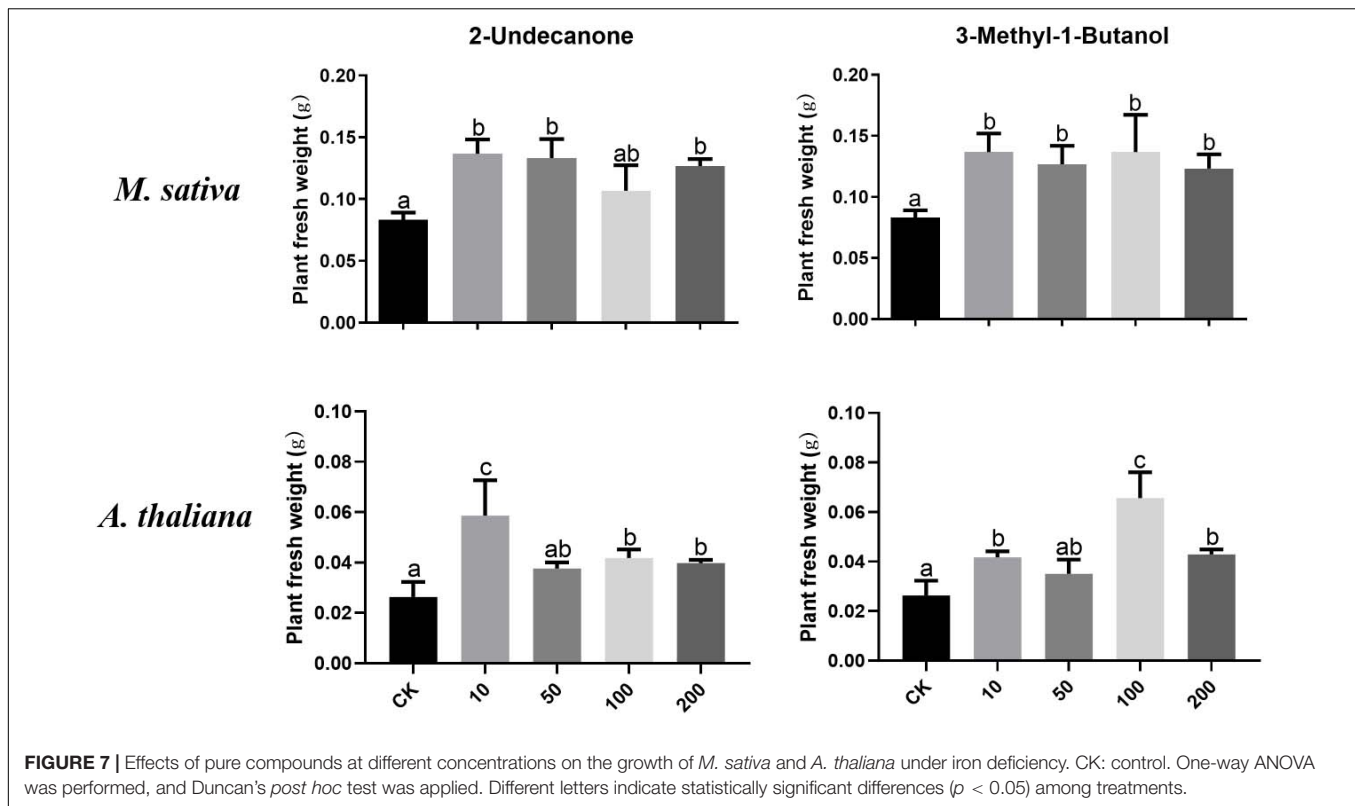 2-Undecanone
3-Methyl-1-Butanol
M. sativa
Plant fresh weight (g)
0.20
0.15
0.10
0.05
0.00
a
b
b
ab
b
Plant fresh weight (g)
0.20
0.15
0.10
0.05
0.00
a
b
b
b
b
A. thaliana
Plant fresh weight (g)
0.10
0.08
0.06
0.04
0.02
0.00
a
c
ab
b
b
CK
10
50
100
200
Plant fresh weight (g)
0.10
0.08
0.06
0.04
0.02
0.00
a
b
ab
c
b
CK
10
50
100
200
FIGURE 7 | Effects of pure compounds at different concentrations on the growth of M. sativa and A. thaliana under iron deficiency. CK: control. One-way ANOVA
was performed, and Duncan's post hoc test was applied. Different letters indicate statistically significant differences (p < 0.05) among treatments.